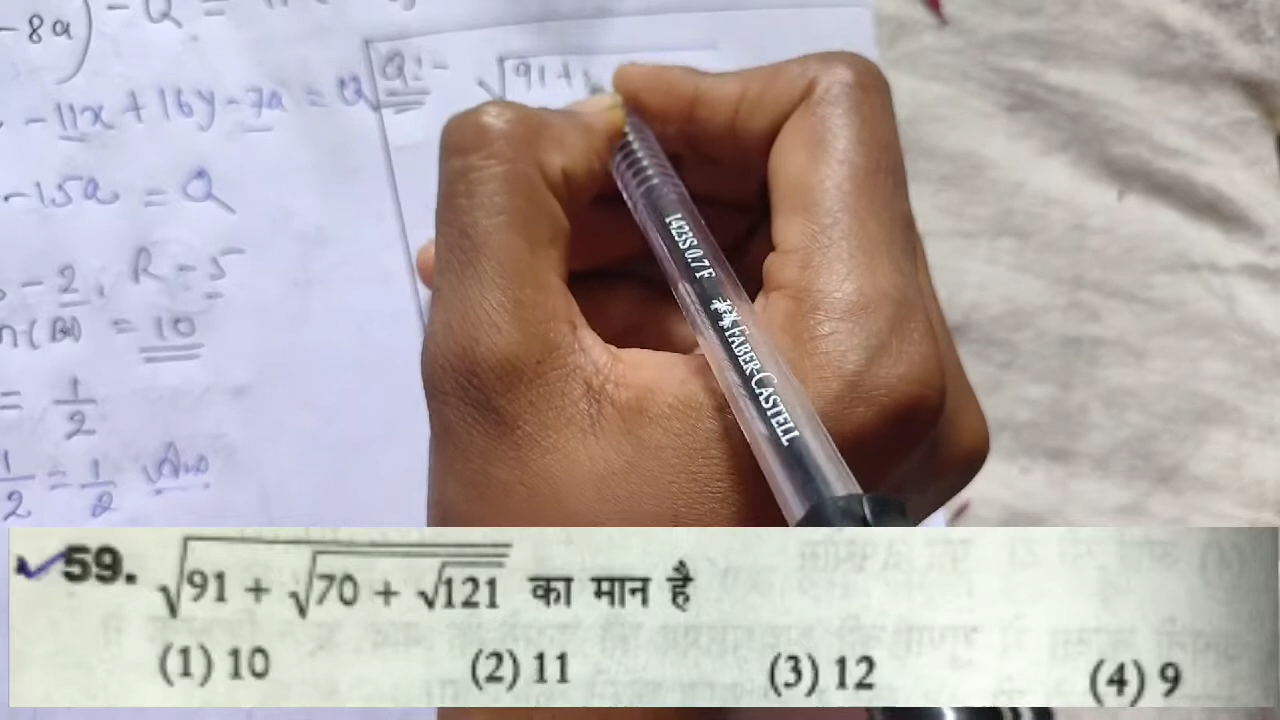 -8a) - Q =
-11x + 16y - 7a = Q
-15a = Q
- 2, R - 5
n(B) = 10
= 1/2
1/2 = 1/2 Ans
Q:- √91+
1423S 0.7 F FABER-CASTELL
59. √91 + √70 + √121 का मान है
(1) 10 (2) 11 (3) 12 (4) 9